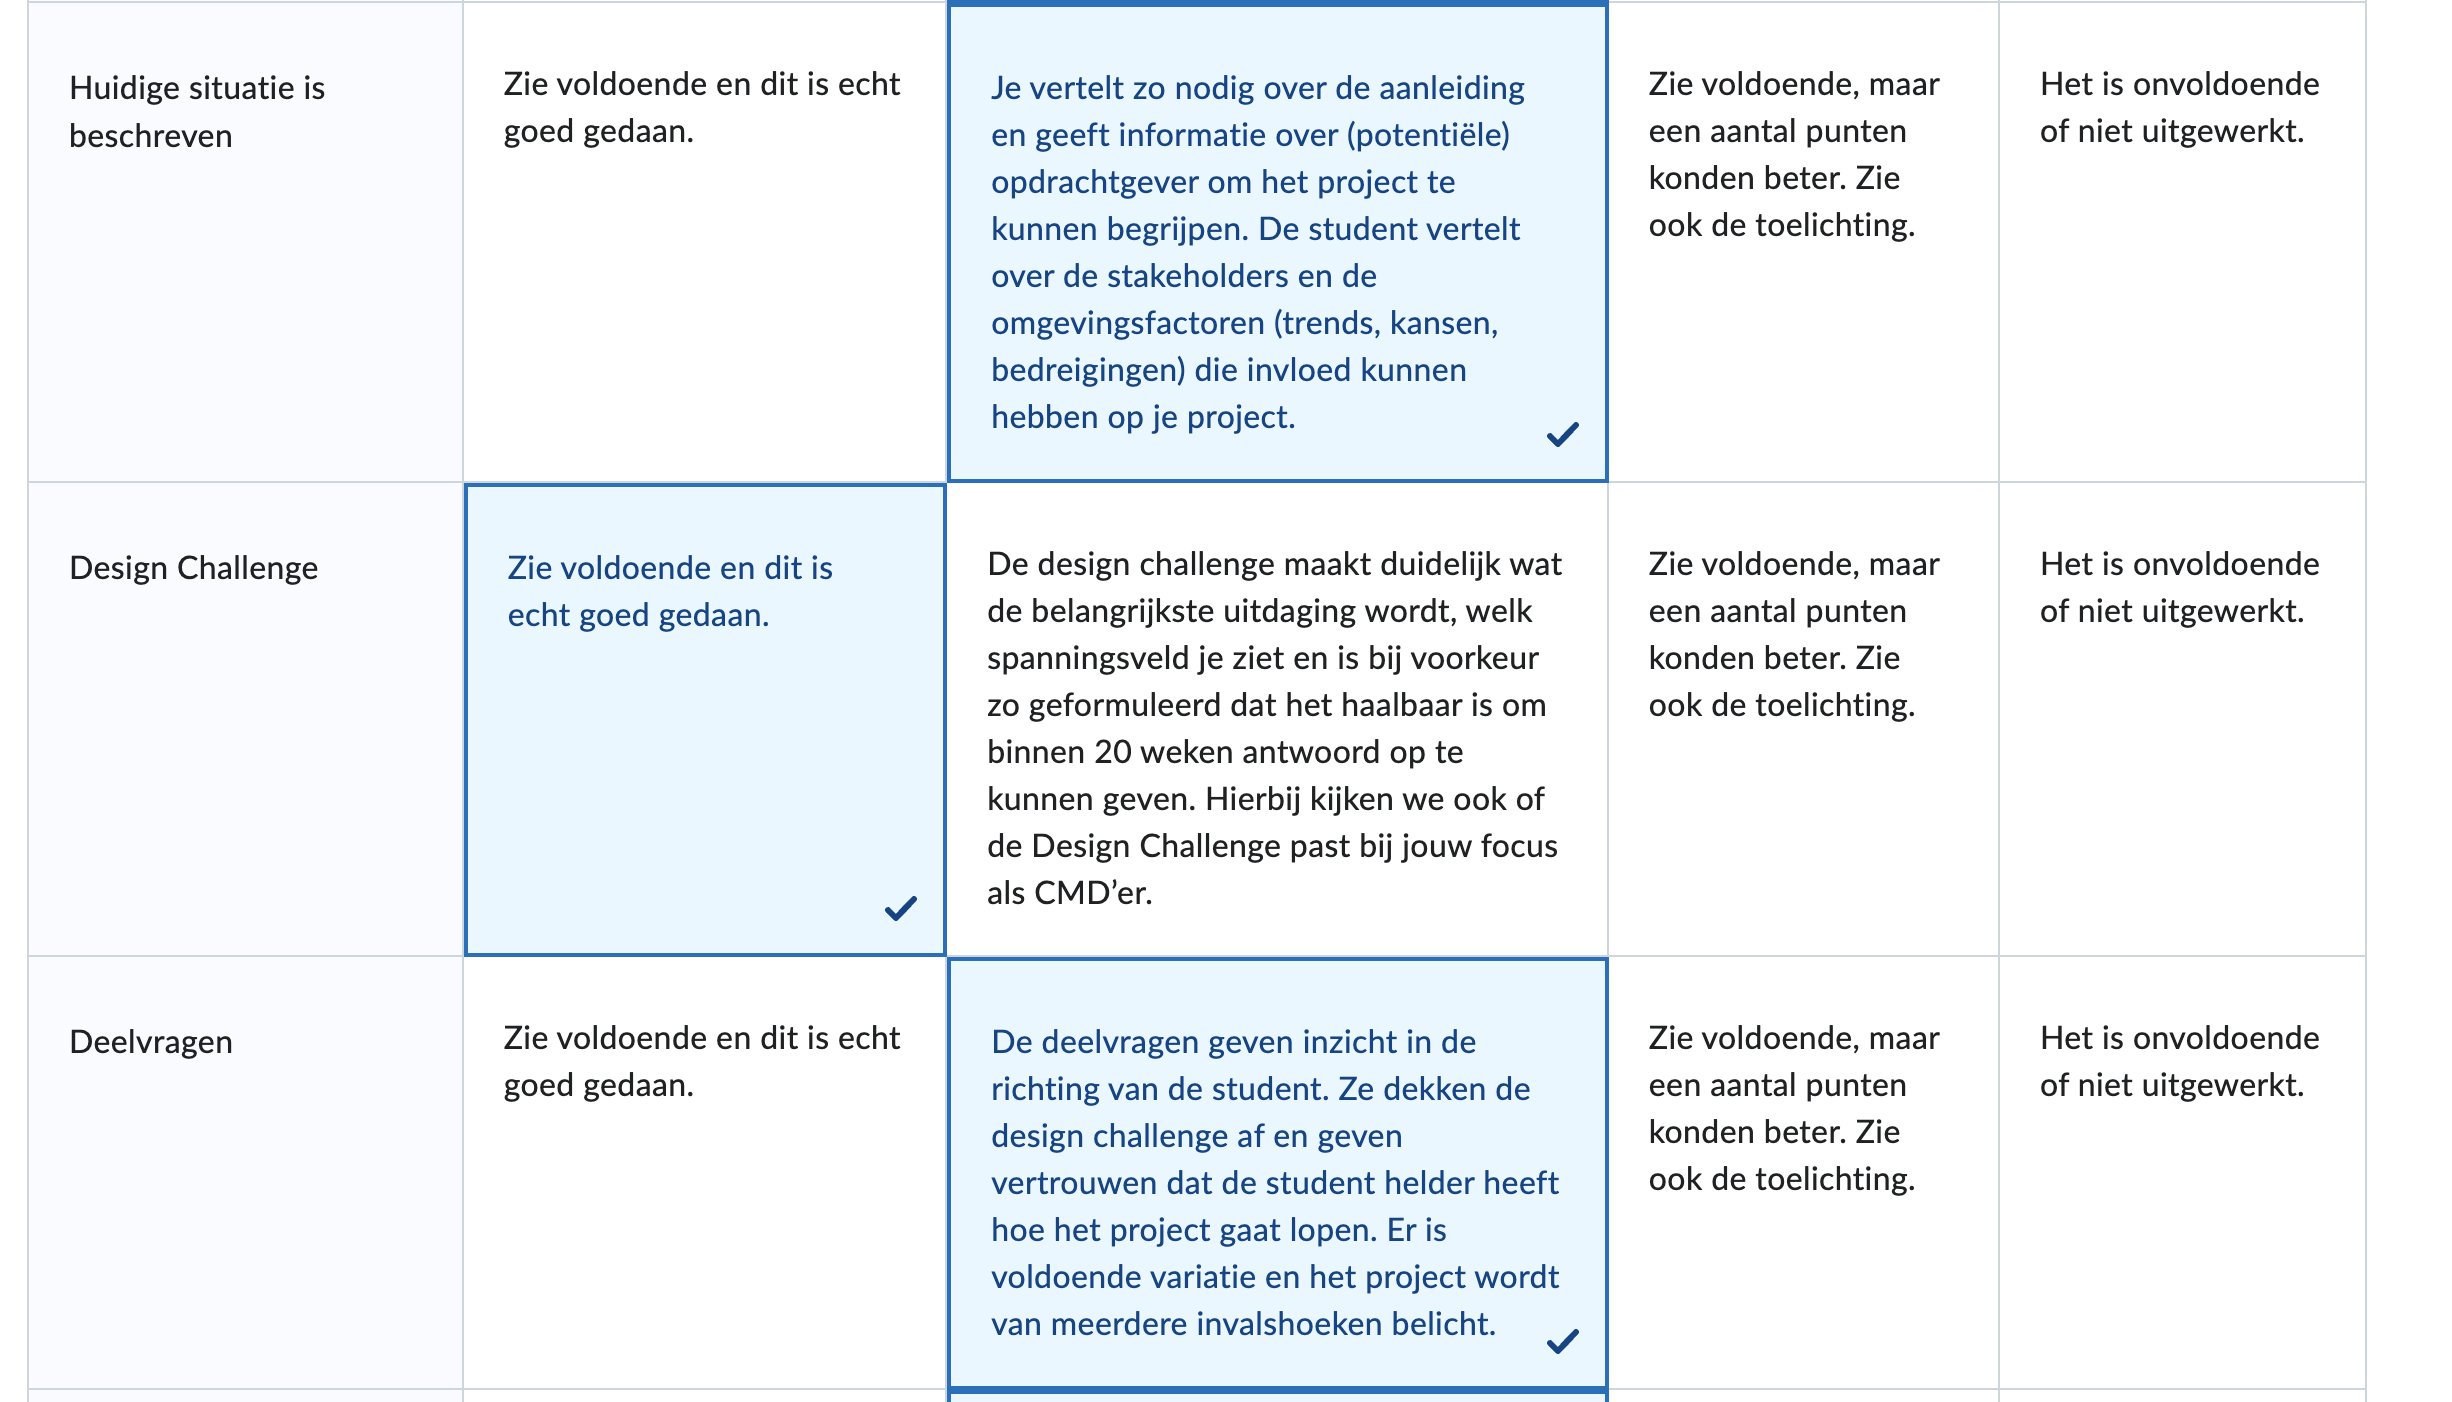 Huidige situatie is
beschreven
Zie voldoende en dit is echt
goed gedaan.
Je vertelt zo nodig over de aanleiding
en geeft informatie over (potentiële)
opdrachtgever om het project te
kunnen begrijpen. De student vertelt
over de stakeholders en de
omgevingsfactoren (trends, kansen,
bedreigingen) die invloed kunnen
hebben op je project.
Zie voldoende, maar
een aantal punten
konden beter. Zie
ook de toelichting.
Het is onvoldoende
of niet uitgewerkt.
Design Challenge
Zie voldoende en dit is
echt goed gedaan.
De design challenge maakt duidelijk wat
de belangrijkste uitdaging wordt, welk
spanningsveld je ziet en is bij voorkeur
zo geformuleerd dat het haalbaar is om
binnen 20 weken antwoord op te
kunnen geven. Hierbij kijken we ook of
de Design Challenge past bij jouw focus
als CMD’er.
Zie voldoende, maar
een aantal punten
konden beter. Zie
ook de toelichting.
Het is onvoldoende
of niet uitgewerkt.
Deelvragen
Zie voldoende en dit is echt
goed gedaan.
De deelvragen geven inzicht in de
richting van de student. Ze dekken de
design challenge af en geven
vertrouwen dat de student helder heeft
hoe het project gaat lopen. Er is
voldoende variatie en het project wordt
van meerdere invalshoeken belicht.
Zie voldoende, maar
een aantal punten
konden beter. Zie
ook de toelichting.
Het is onvoldoende
of niet uitgewerkt.